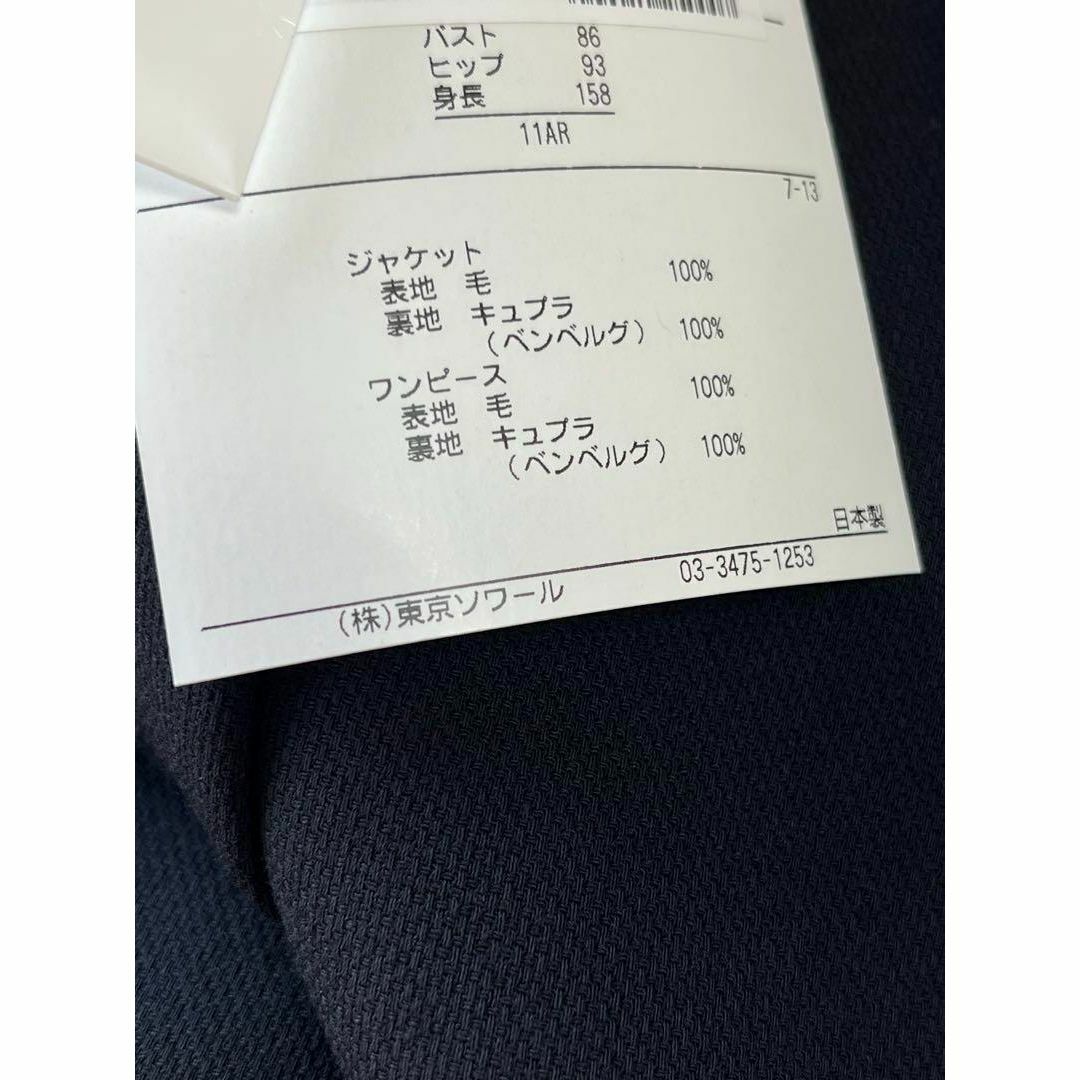 バスト 86
ヒップ 93
身長 158
11AR
7-13
ジャケット
表地 毛 100%
裏地 キュプラ
(ベンベルグ) 100%
ワンピース
表地 毛 100%
裏地 キュプラ
(ベンベルグ) 100%
日本製
(株)東京ソワール 03-3475-1253